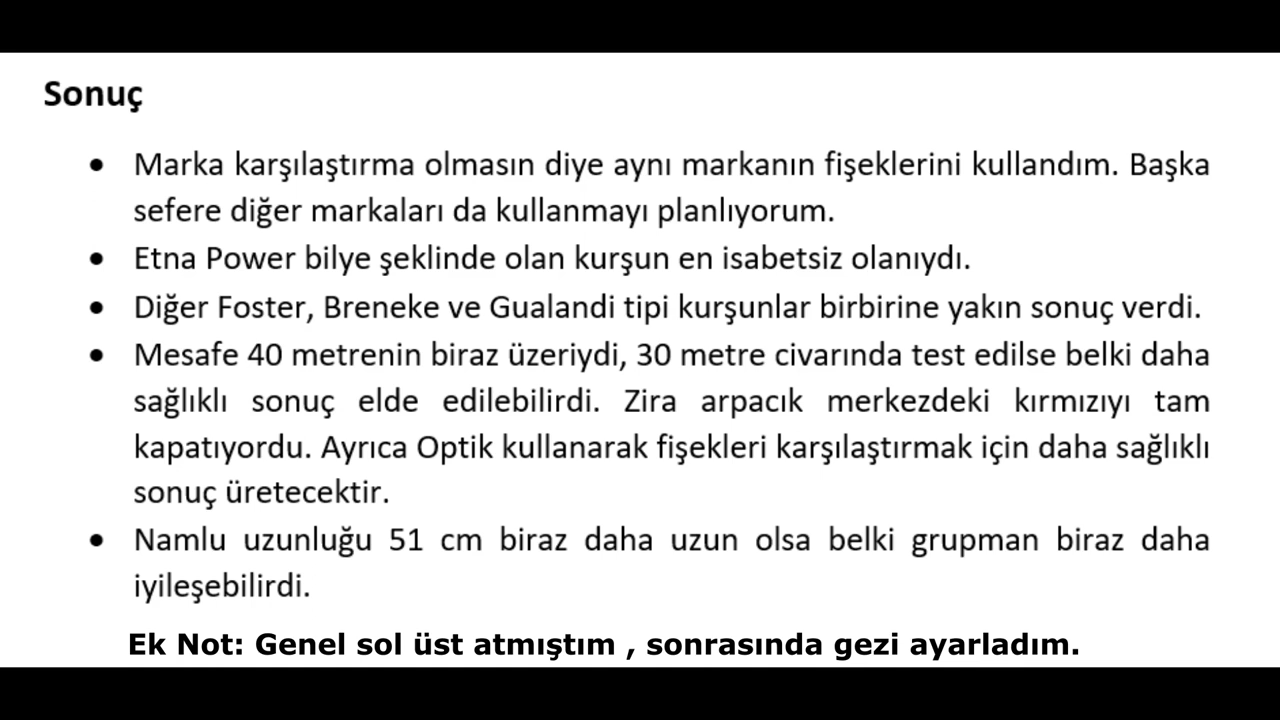 Sonuç
• Marka karşılaştırma olmasın diye aynı markanın fişeklerini kullandım. Başka
sefere diğer markaları da kullanmayı planlıyorum.
• Etna Power bilye şeklinde olan kurşun en isabetsiz olanıydı.
• Diğer Foster, Breneke ve Gualandi tipi kurşunlar birbirine yakın sonuç verdi.
• Mesafe 40 metrenin biraz üzeriydi, 30 metre civarında test edilse belki daha
sağlıklı sonuç elde edilebilirdi. Zira arpacık merkezdeki kırmızıyı tam
kapatıyordu. Ayrıca Optik kullanarak fişekleri karşılaştırmak için daha sağlıklı
sonuç üretecektir.
• Namlu uzunluğu 51 cm biraz daha uzun olsa belki grupman biraz daha
iyileşebilirdi.
Ek Not: Genel sol üst atmıştım , sonrasında gezi ayarladım.